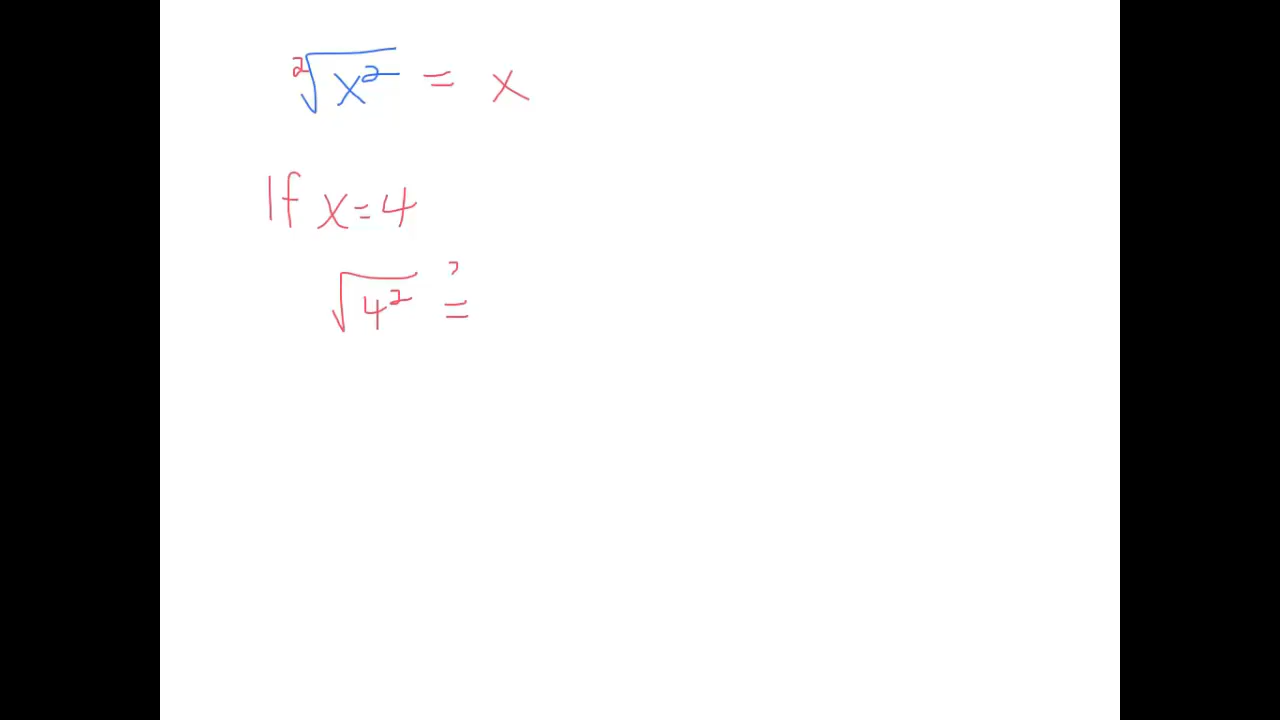 ²√x² = x
If x=4
√4² ?=